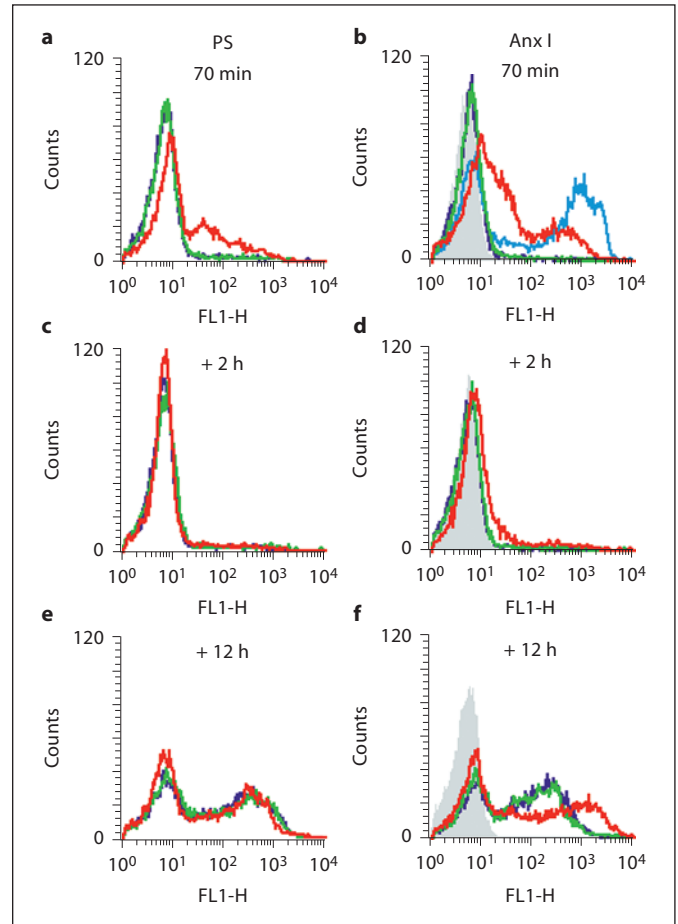 a
PS
70 min
120
Counts
0
10⁰ 10¹ 10² 10³ 10⁴
FL1-H
b
Anx I
70 min
120
Counts
0
10⁰ 10¹ 10² 10³ 10⁴
FL1-H
c
+ 2 h
120
Counts
0
10⁰ 10¹ 10² 10³ 10⁴
FL1-H
d
+ 2 h
120
Counts
0
10⁰ 10¹ 10² 10³ 10⁴
FL1-H
e
+ 12 h
120
Counts
0
10⁰ 10¹ 10² 10³ 10⁴
FL1-H
f
+ 12 h
120
Counts
0
10⁰ 10¹ 10² 10³ 10⁴
FL1-H